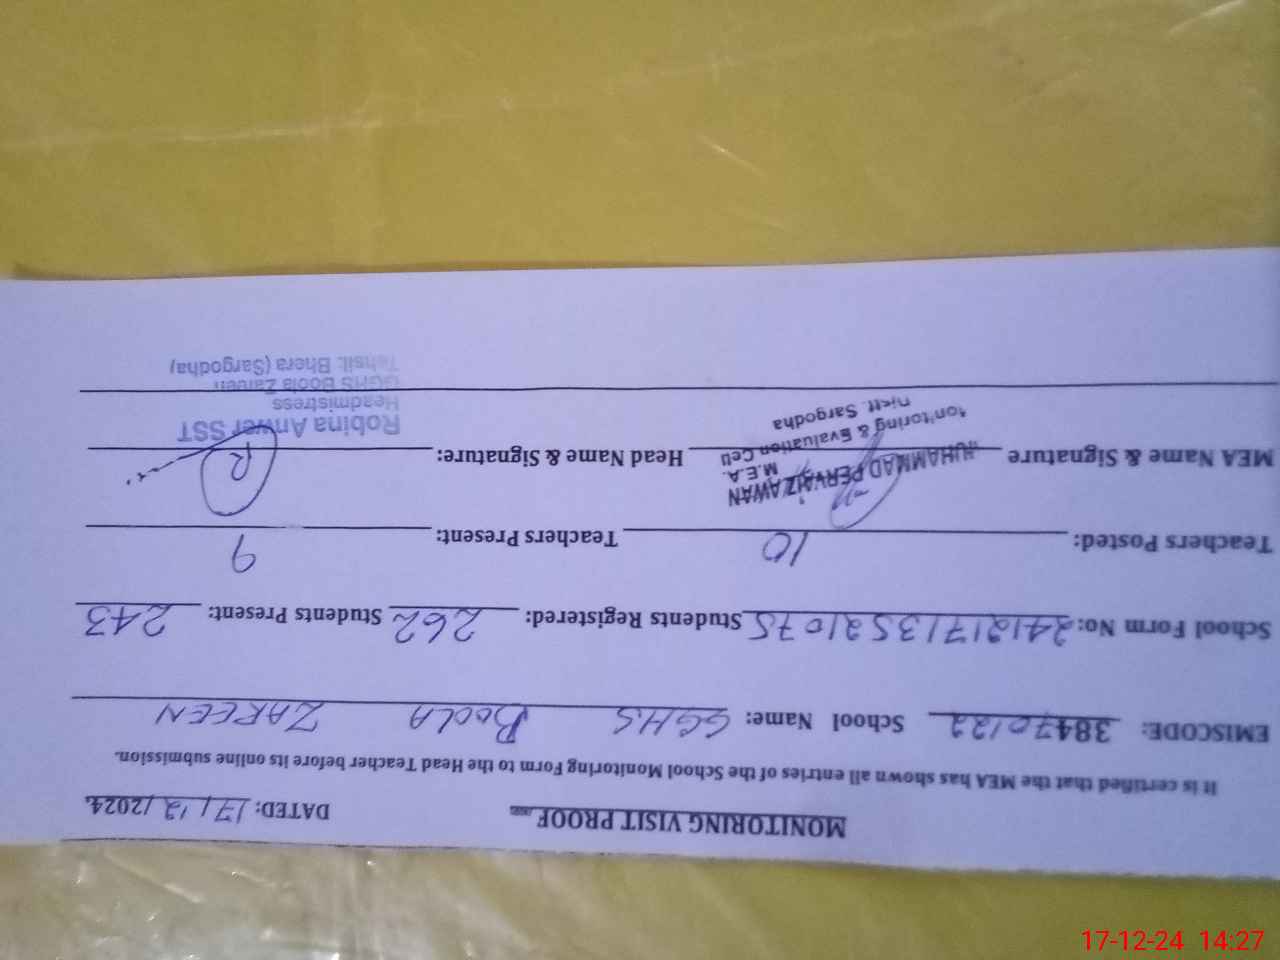 MONITORING VISIT PROOF
DATED: 17/12/2024.
It is certified that the MEA has shown all entries of the School Monitoring Form to the Head Teacher before its online submission.
EMISCODE: 38470122 School Name: GGHS BOOLA ZAREEN
School Form No: 24121713521075 Students Registered: 262 Students Present: 243
Teachers Posted: 10 Teachers Present: 9
MEA Name & Signature Head Name & Signature:
MUHAMMAD PERVAIZ AWAN
M.E.A.
Monitoring & Evaluation Cell
Distt. Sargodha
R
Robina Anwer SST
Headmistress
GGHS Boola Zareen
Tehsil: Bhera (Sargodha)
17-12-24 14:27